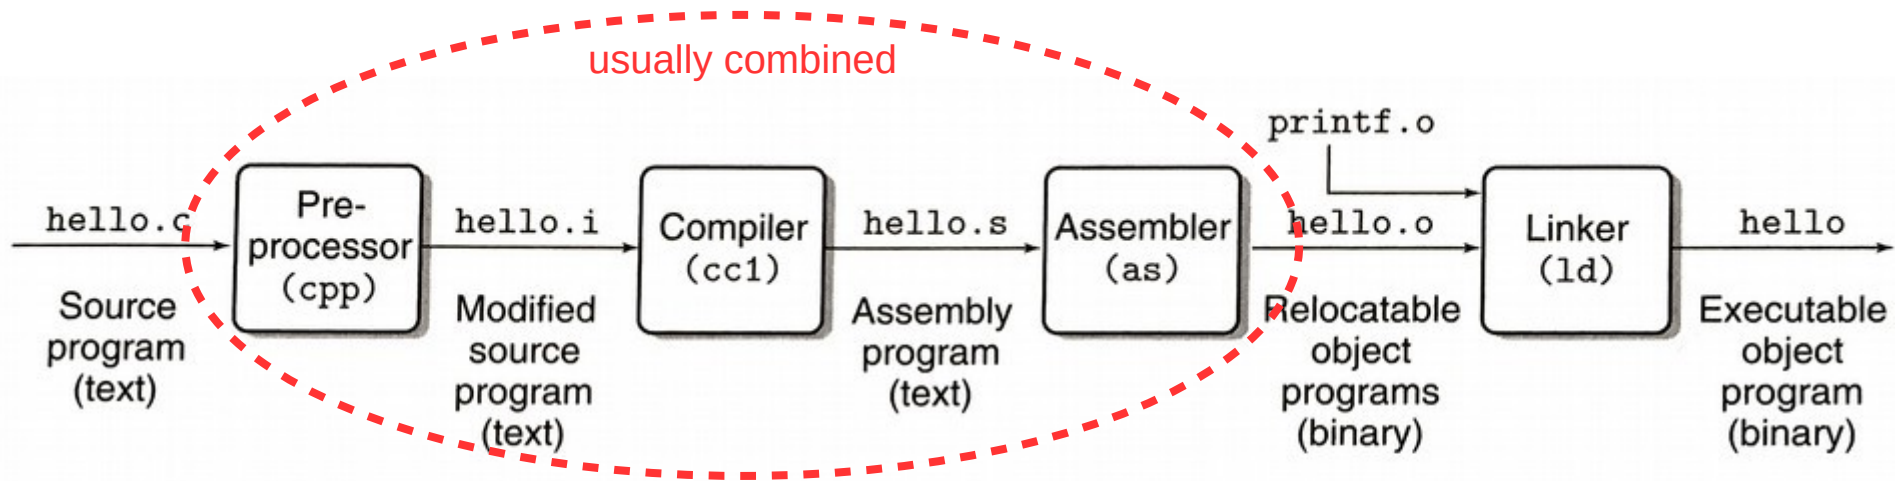 usually combined
printf.o
hello.c
Pre-
processor
(cpp)
hello.i
Compiler
(cc1)
hello.s
Assembler
(as)
hello.o
Linker
(ld)
hello
Source
program
(text)
Modified
source
program
(text)
Assembly
program
(text)
Relocatable
object
programs
(binary)
Executable
object
program
(binary)